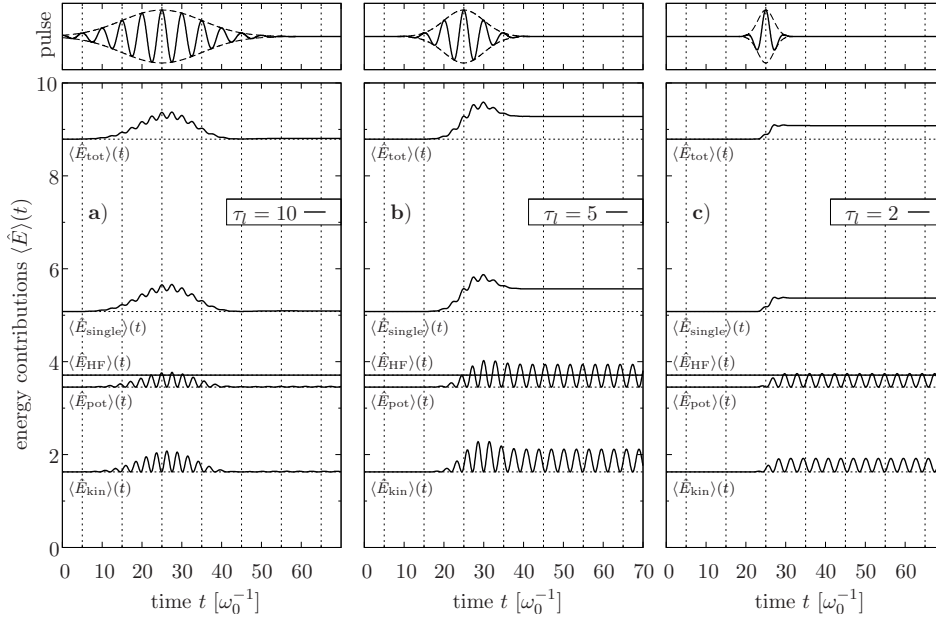 pulse
energy contributions ⟨Ê⟩(t)
10
8
6
4
2
0
⟨Ê_tot⟩(t)
a)
τ_l = 10
⟨Ê_single⟩(t)
⟨Ê_HF⟩(t)
⟨Ê_pot⟩(t)
⟨Ê_kin⟩(t)
0 10 20 30 40 50 60
time t [ω_0^{-1}]
⟨Ê_tot⟩(t)
b)
τ_l = 5
⟨Ê_single⟩(t)
⟨Ê_HF⟩(t)
⟨Ê_pot⟩(t)
⟨Ê_kin⟩(t)
0 10 20 30 40 50 60 70
time t [ω_0^{-1}]
⟨Ê_tot⟩(t)
c)
τ_l = 2
⟨Ê_single⟩(t)
⟨Ê_HF⟩(t)
⟨Ê_pot⟩(t)
⟨Ê_kin⟩(t)
0 10 20 30 40 50 60
time t [ω_0^{-1}]